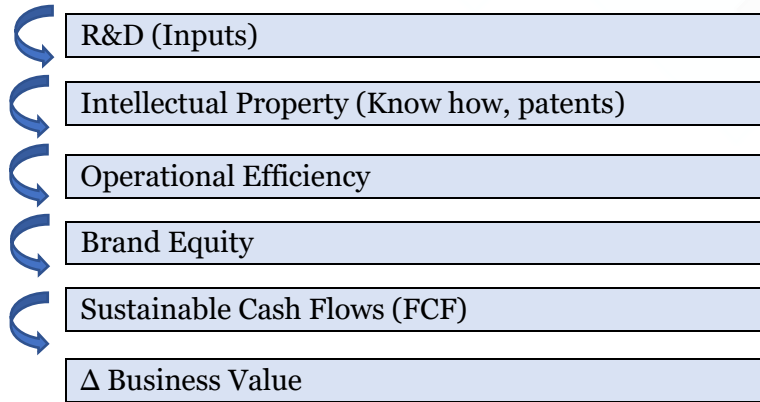 R&D (Inputs)
Intellectual Property (Know how, patents)
Operational Efficiency
Brand Equity
Sustainable Cash Flows (FCF)
Δ Business Value